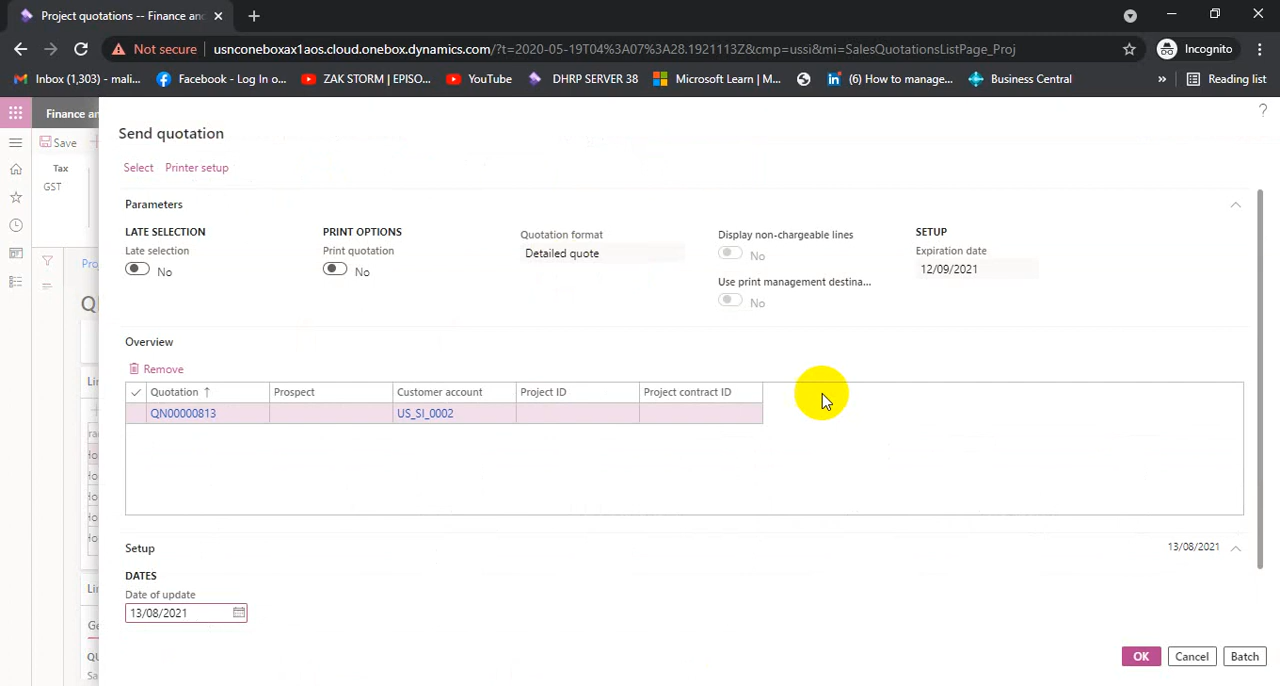 Project quotations -- Finance an
Not secure usnconeboxax1aos.cloud.onebox.dynamics.com/?t=2020-05-19T04%3A07%3A28.1921113Z&cmp=ussi&mi=SalesQuotationsListPage_Proj
Incognito
Inbox (1,303) - mali... Facebook - Log In o... ZAK STORM | EPISO... YouTube DHRP SERVER 38 Microsoft Learn | M... (6) How to manage... Business Central » Reading list
Finance an
?
Send quotation
Save
Select Printer setup
Tax
GST
Parameters
LATE SELECTION PRINT OPTIONS Quotation format Display non-chargeable lines SETUP
Late selection Print quotation Detailed quote No Expiration date
No No Use print management destina... 12/09/2021
No
Overview
Remove
Quotation ↑ Prospect Customer account Project ID Project contract ID
QN00000813 US_SI_0002
Setup 13/08/2021
DATES
Date of update
13/08/2021
OK Cancel Batch